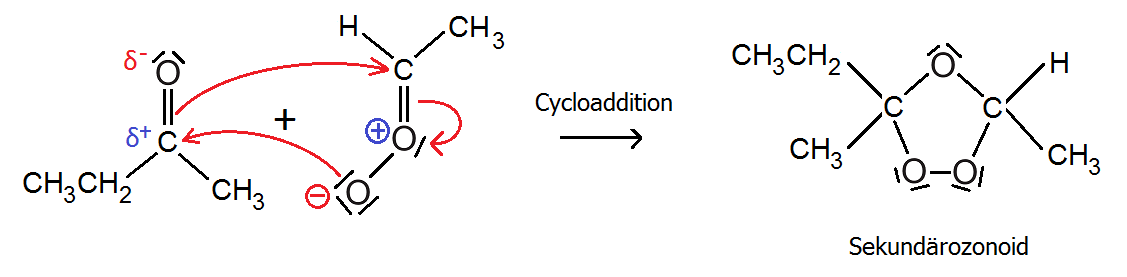 H
CH3
δ-
O
C
+
δ+
C
+
O
CH3CH2
CH3
−
O
Cycloaddition
CH3CH2
O
H
C
C
CH3
CH3
O
O
Sekundärozonoid